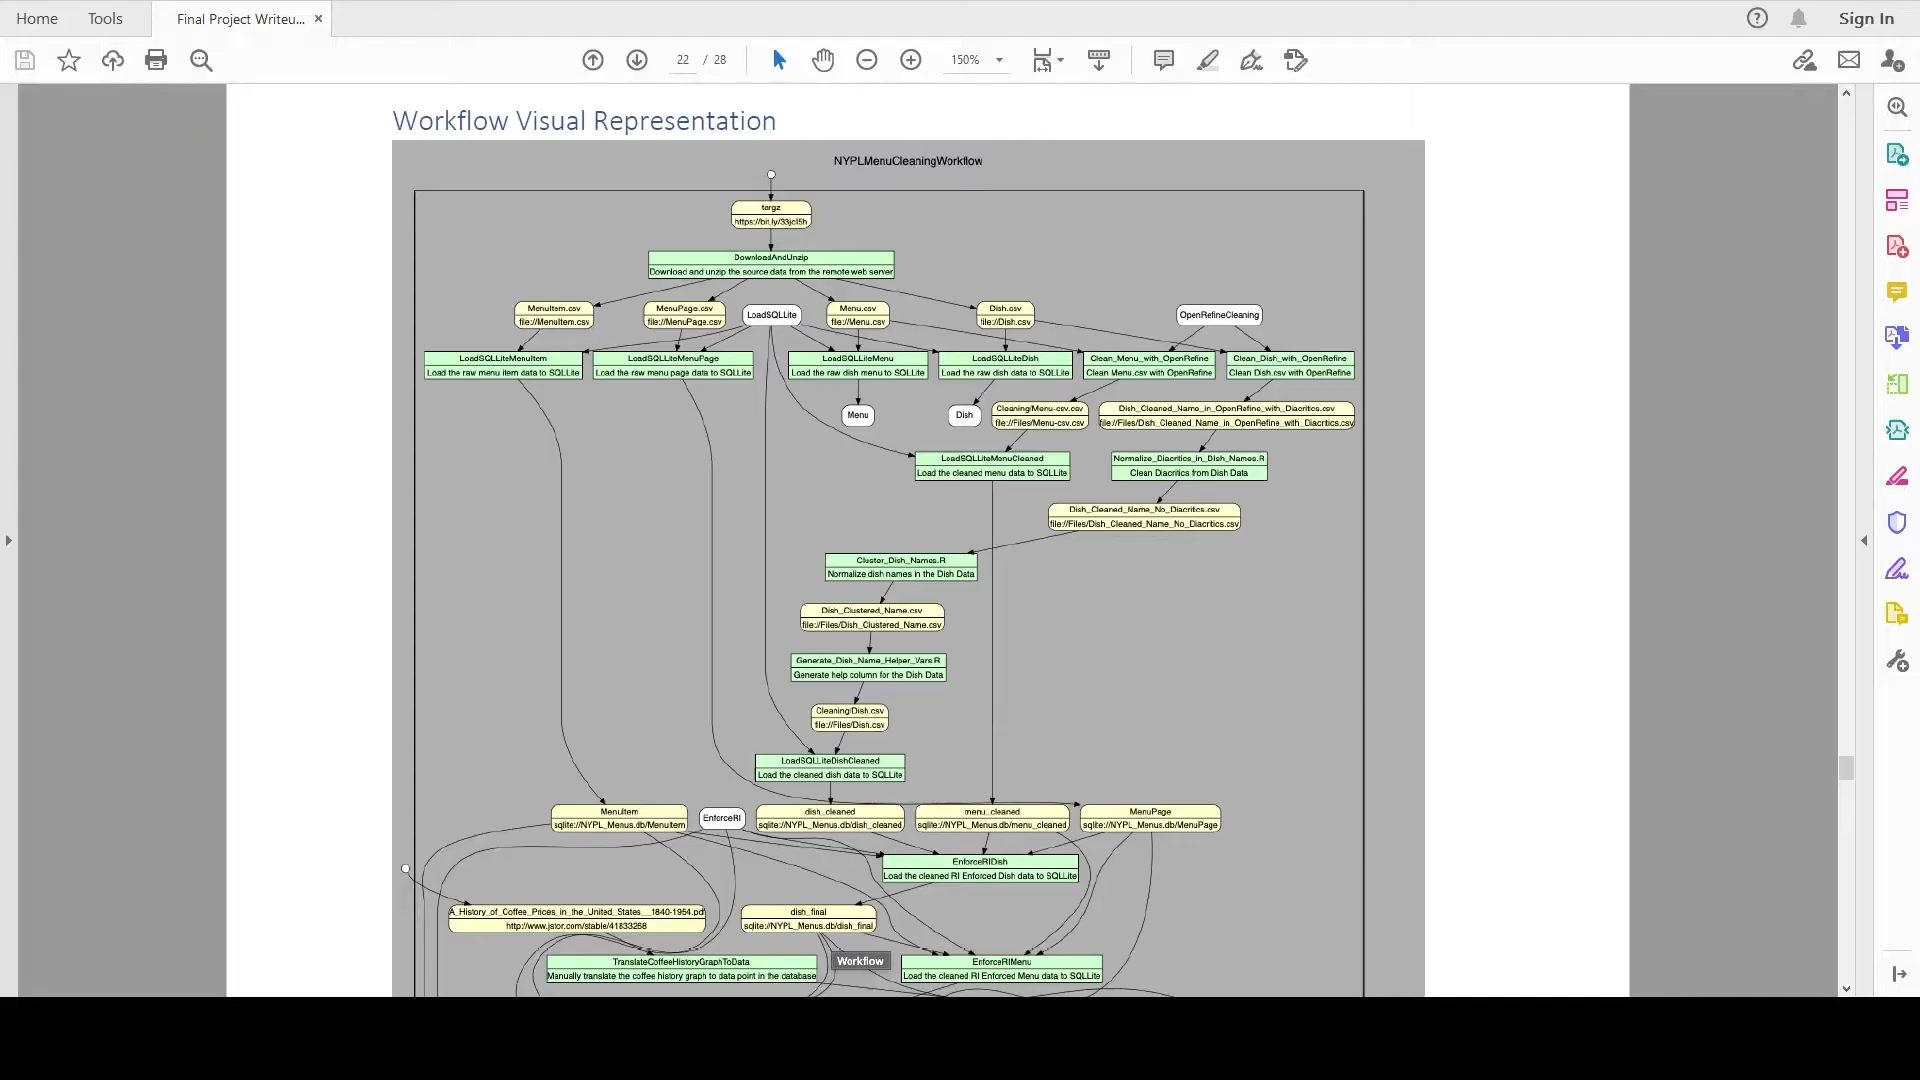 Home
Tools
Final Project Writeu...
Sign In
22 / 28
150%
Workflow Visual Representation
NYPLMenuCleaningWorkflow
targz
https://bit.ly/33jcI5h
DownloadAndUnzip
Download and unzip the source data from the remote web server
MenuItem.csv
file://MenuItem.csv
MenuPage.csv
file://MenuPage.csv
LoadSQLLite
Menu.csv
file://Menu.csv
Dish.csv
file://Dish.csv
OpenRefineCleaning
LoadSQLLiteMenuItem
Load the raw menu item data to SQLLite
LoadSQLLiteMenuPage
Load the raw menu page data to SQLLite
LoadSQLLiteMenu
Load the raw dish menu to SQLLite
LoadSQLLiteDish
Load the raw dish data to SQLLite
Clean_Menu_with_OpenRefine
Clean Menu.csv with OpenRefine
Clean_Dish_with_OpenRefine
Clean Dish.csv with OpenRefine
Menu
Dish
Cleaning/Menu-csv.csv
file://Files/Menu-csv.csv
Dish_Cleaned_Name_in_OpenRefine_with_Diacritics.csv
file://Files/Dish_Cleaned_Name_in_OpenRefine_with_Diacritics.csv
LoadSQLLiteMenuCleaned
Load the cleaned menu data to SQLLite
Normalize_Diacritics_in_Dish_Names.R
Clean Diacritics from Dish Data
Dish_Cleaned_Name_No_Diacritics.csv
file://Files/Dish_Cleaned_Name_No_Diacritics.csv
Cluster_Dish_Names.R
Normalize dish names in the Dish Data
Dish_Clustered_Name.csv
file://Files/Dish_Clustered_Name.csv
Generate_Dish_Name_Helper_Vars.R
Generate help column for the Dish Data
Cleaning/Dish.csv
file://Files/Dish.csv
LoadSQLLiteDishCleaned
Load the cleaned dish data to SQLLite
MenuItem
sqlite://NYPL_Menus.db/MenuItem
EnforceRI
dish_cleaned
sqlite://NYPL_Menus.db/dish_cleaned
menu_cleaned
sqlite://NYPL_Menus.db/menu_cleaned
MenuPage
sqlite://NYPL_Menus.db/MenuPage
EnforceRIDish
Load the cleaned RI Enforced Dish data to SQLLite
A_History_of_Coffee_Prices_in_the_United_States__1840-1954.pdf
http://www.jstor.com/stable/41833258
dish_final
sqlite://NYPL_Menus.db/dish_final
TranslateCoffeeHistoryGraphToData
Manually translate the coffee history graph to data point in the database
Workflow
EnforceRIMenu
Load the cleaned RI Enforced Menu data to SQLLite